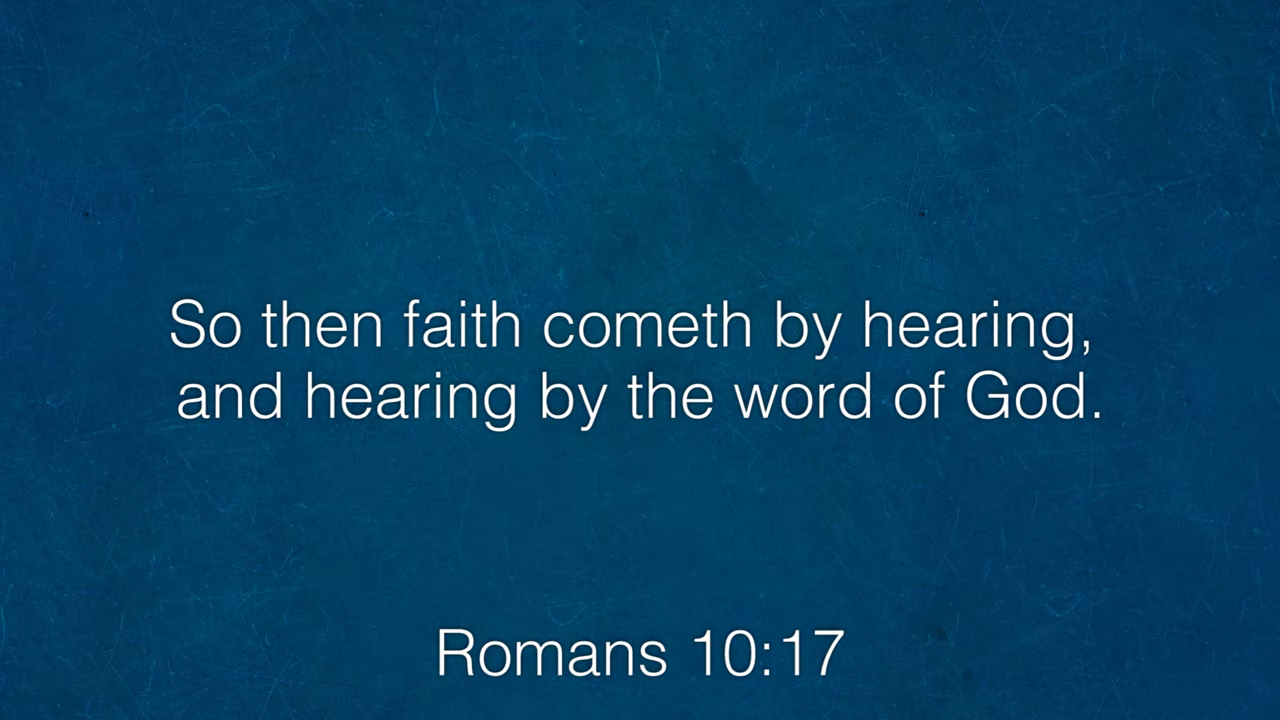 So then faith cometh by hearing,
and hearing by the word of God.
Romans 10:17